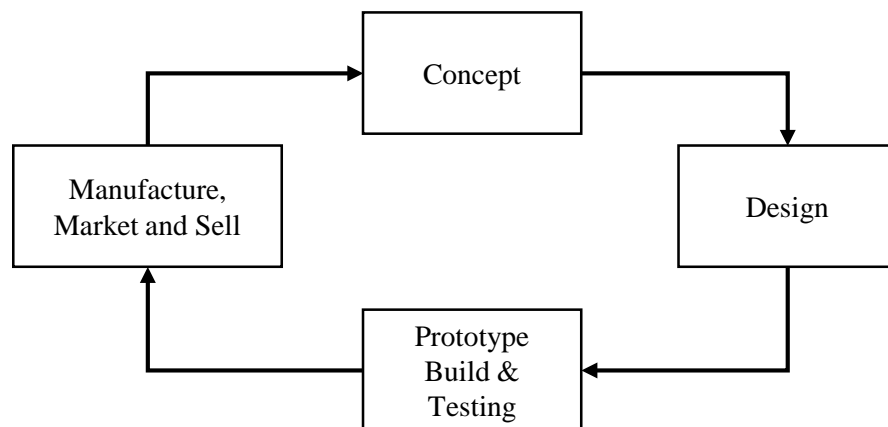 Concept
Manufacture,
Market and Sell
Design
Prototype
Build &
Testing